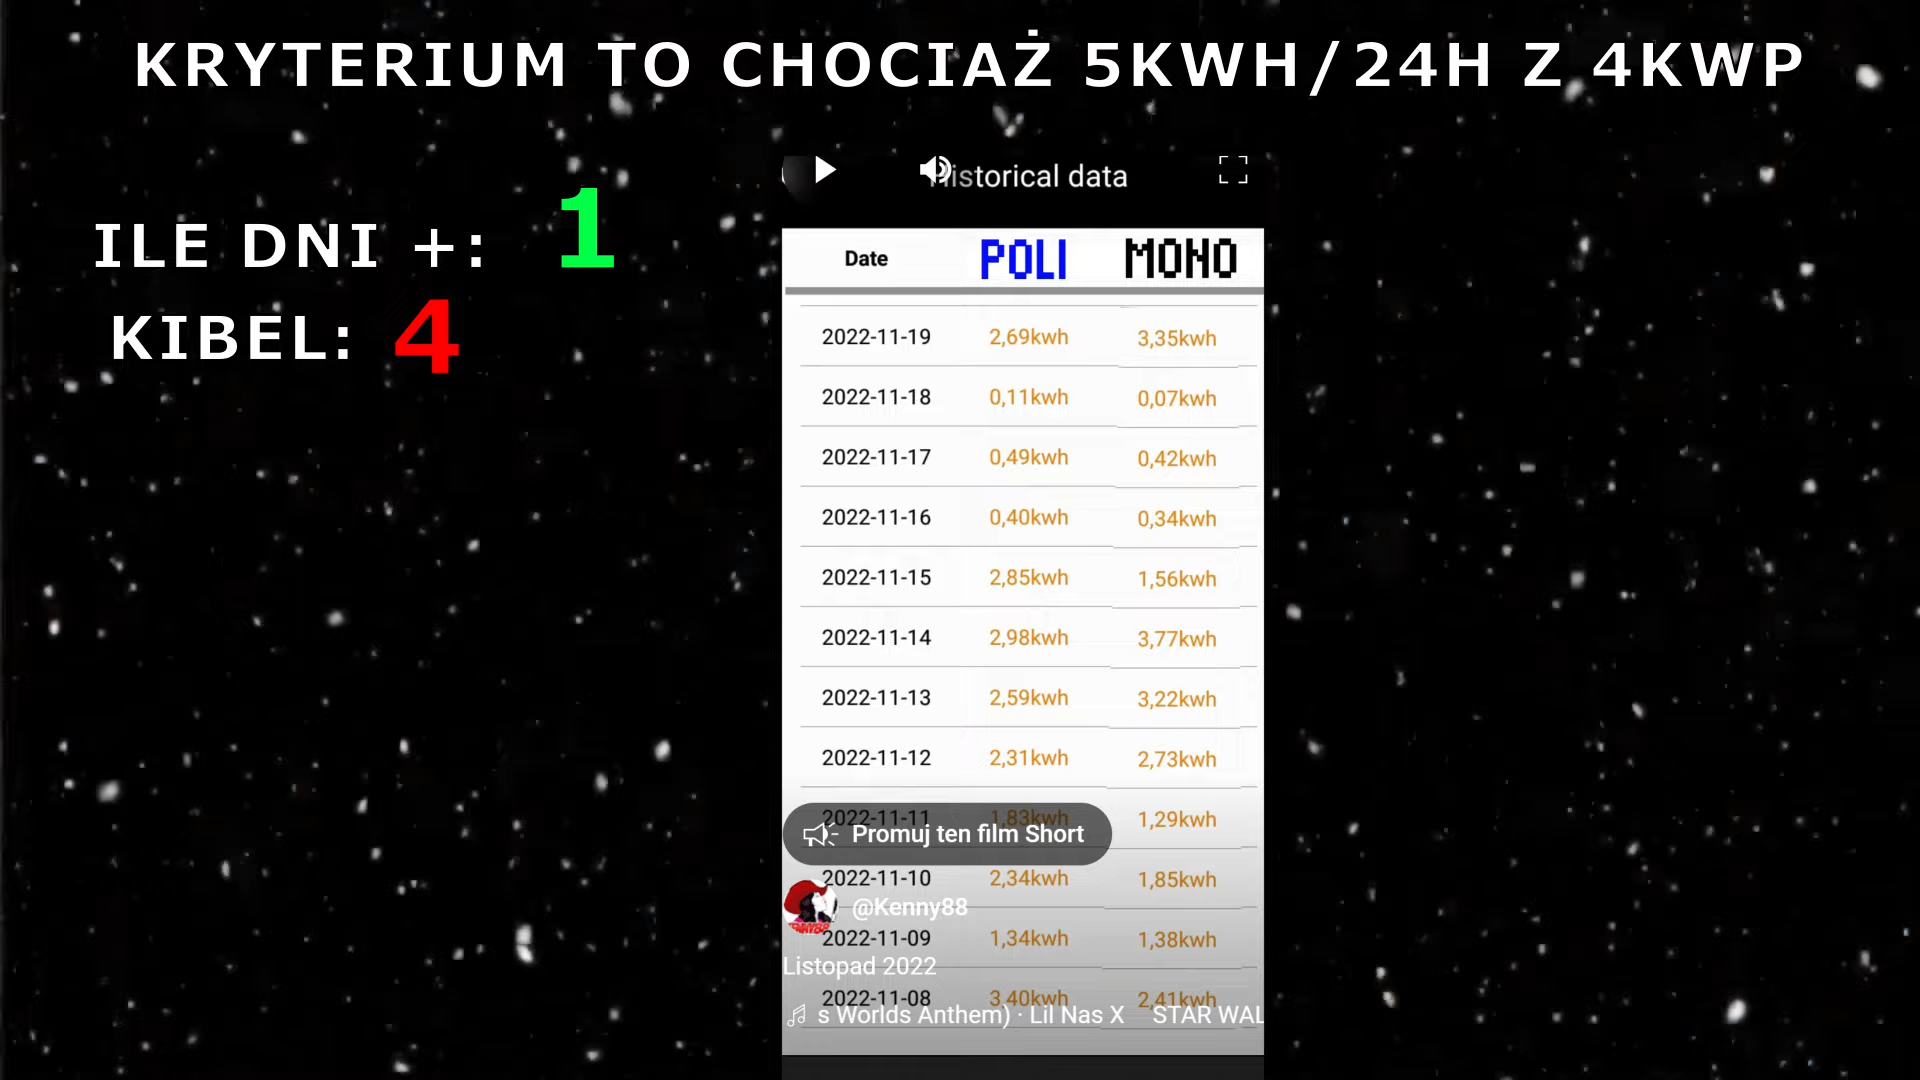 KRYTERIUM TO CHOCIAŻ 5KWH/24H Z 4KWP
ILE DNI +: 1
KIBEL: 4
Historical data
Date POLI MONO
2022-11-19 2,69kwh 3,35kwh
2022-11-18 0,11kwh 0,07kwh
2022-11-17 0,49kwh 0,42kwh
2022-11-16 0,40kwh 0,34kwh
2022-11-15 2,85kwh 1,56kwh
2022-11-14 2,98kwh 3,77kwh
2022-11-13 2,59kwh 3,22kwh
2022-11-12 2,31kwh 2,73kwh
2022-11-11 1,83kwh 1,29kwh
Promuj ten film Short
2022-11-10 2,34kwh 1,85kwh
@Kenny88
2022-11-09 1,34kwh 1,38kwh
Listopad 2022
2022-11-08 3,40kwh 2,41kwh
s Worlds Anthem) · Lil Nas X STAR WAL